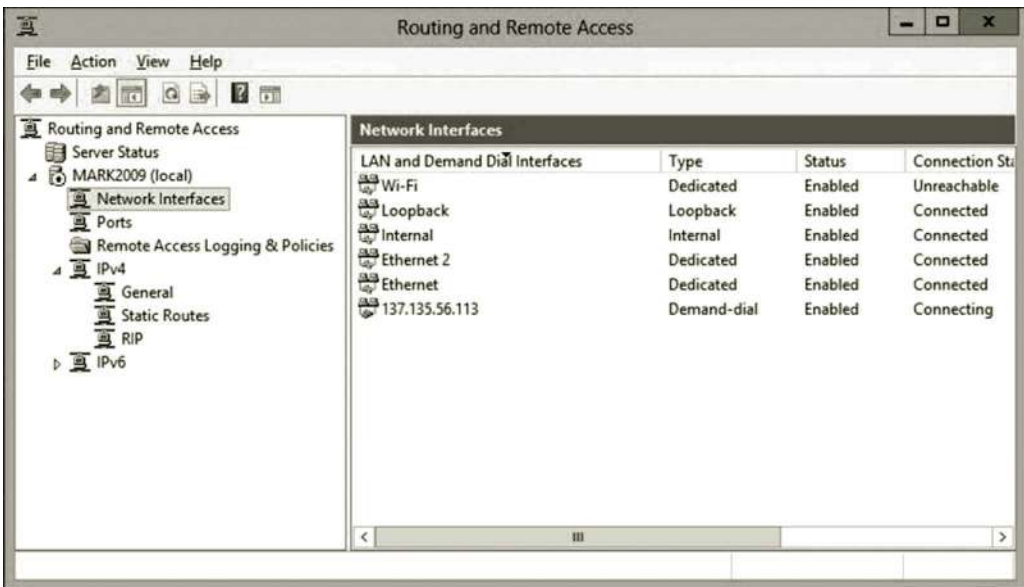 Routing and Remote Access
File Action View Help
Routing and Remote Access
Server Status
MARK2009 (local)
Network Interfaces
Ports
Remote Access Logging & Policies
IPv4
General
Static Routes
RIP
IPv6
Network Interfaces
LAN and Demand Dial Interfaces Type Status Connection Sta
Wi-Fi Dedicated Enabled Unreachable
Loopback Loopback Enabled Connected
Internal Internal Enabled Connected
Ethernet 2 Dedicated Enabled Connected
Ethernet Dedicated Enabled Connected
137.135.56.113 Demand-dial Enabled Connecting